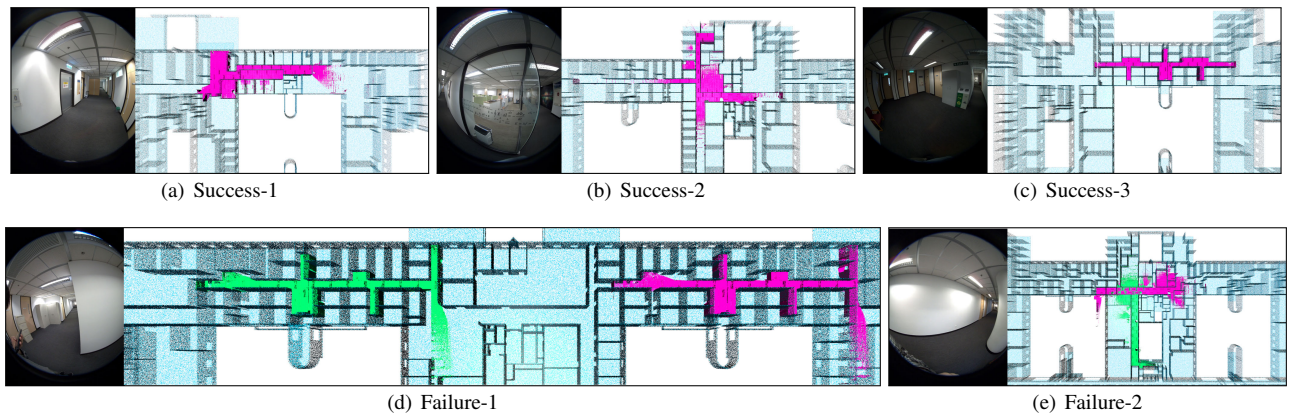 (a) Success-1
(b) Success-2
(c) Success-3
(d) Failure-1
(e) Failure-2